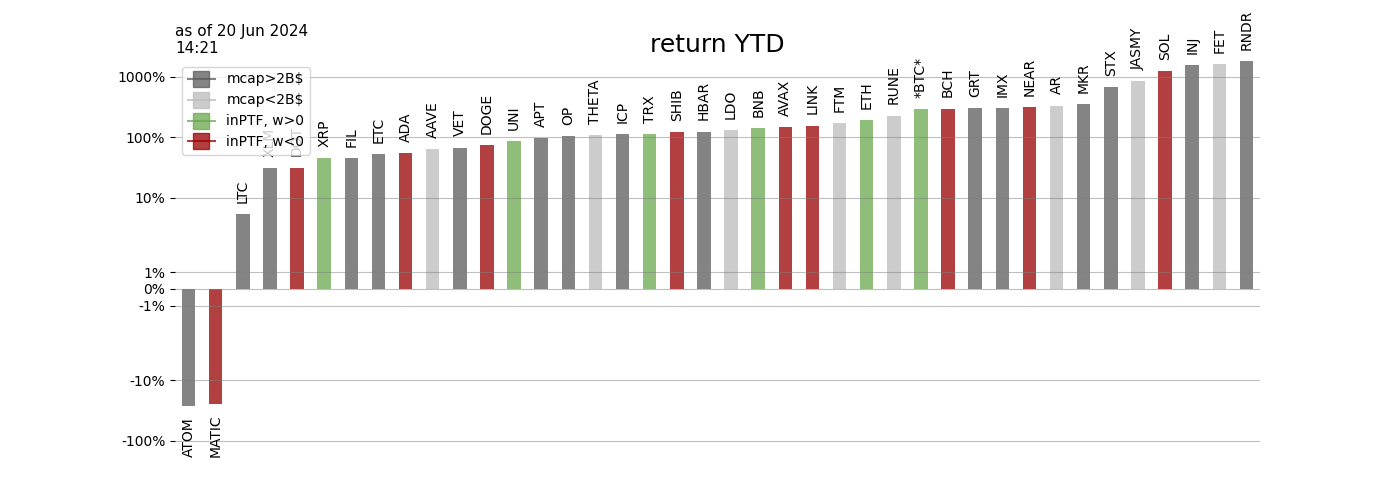 as of 20 Jun 2024
14:21
return YTD
mcap>2B$
mcap<2B$
inPTF, w>0
inPTF, w<0
1000%
100%
10%
1%
0%
-1%
-10%
-100%
ATOM
MATIC
LTC
XRP
FIL
ETC
ADA
AAVE
VET
DOGE
UNI
APT
OP
THETA
ICP
TRX
SHIB
HBAR
LDO
BNB
AVAX
LINK
FTM
ETH
RUNE
*BTC*
BCH
GRT
IMX
NEAR
AR
MKR
STX
JASMY
SOL
INJ
FET
RNDR